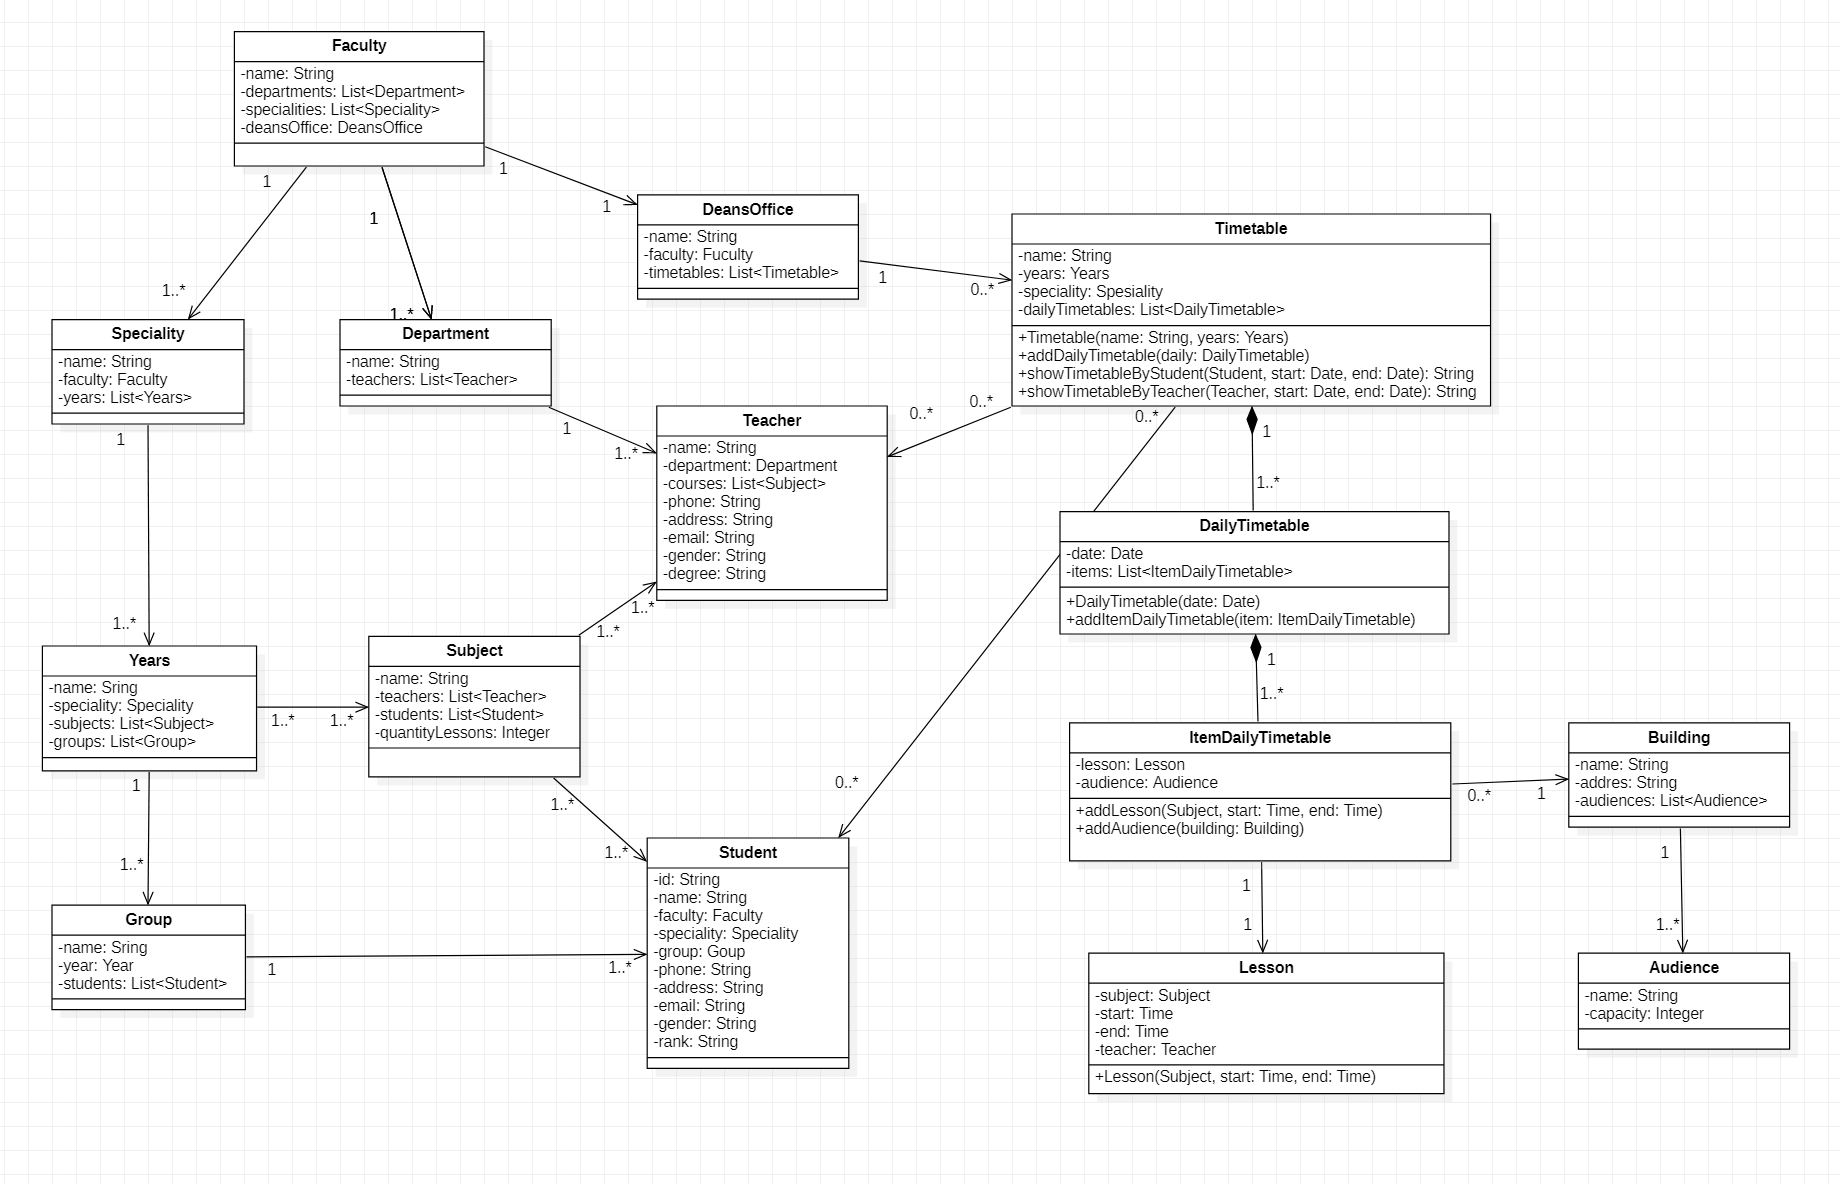 Faculty
-name: String
-departments: List<Department>
-specialities: List<Speciality>
-deansOffice: DeansOffice
1
1
1
1
1..*
1..*
DeansOffice
-name: String
-faculty: Fuculty
-timetables: List<Timetable>
1
0..*
Timetable
-name: String
-years: Years
-speciality: Spesiality
-dailyTimetables: List<DailyTimetable>
+Timetable(name: String, years: Years)
+addDailyTimetable(daily: DailyTimetable)
+showTimetableByStudent(Student, start: Date, end: Date): String
+showTimetableByTeacher(Teacher, start: Date, end: Date): String
Speciality
-name: String
-faculty: Faculty
-years: List<Years>
1
1..*
Department
-name: String
-teachers: List<Teacher>
1
1..*
0..*
0..*
0..*
1
1..*
Teacher
-name: String
-department: Department
-courses: List<Subject>
-phone: String
-address: String
-email: String
-gender: String
-degree: String
DailyTimetable
-date: Date
-items: List<ItemDailyTimetable>
+DailyTimetable(date: Date)
+addItemDailyTimetable(item: ItemDailyTimetable)
1
1..*
Years
-name: Sring
-speciality: Speciality
-subjects: List<Subject>
-groups: List<Group>
1..*
1..*
1
1..*
Subject
-name: String
-teachers: List<Teacher>
-students: List<Student>
-quantityLessons: Integer
1..*
1..*
1..*
1..*
0..*
ItemDailyTimetable
-lesson: Lesson
-audience: Audience
+addLesson(Subject, start: Time, end: Time)
+addAudience(building: Building)
0..*
1
1
1
Building
-name: String
-addres: String
-audiences: List<Audience>
1
1..*
Group
-name: Sring
-year: Year
-students: List<Student>
1
1..*
Student
-id: String
-name: String
-faculty: Faculty
-speciality: Speciality
-group: Goup
-phone: String
-address: String
-email: String
-gender: String
-rank: String
Lesson
-subject: Subject
-start: Time
-end: Time
-teacher: Teacher
+Lesson(Subject, start: Time, end: Time)
Audience
-name: String
-capacity: Integer